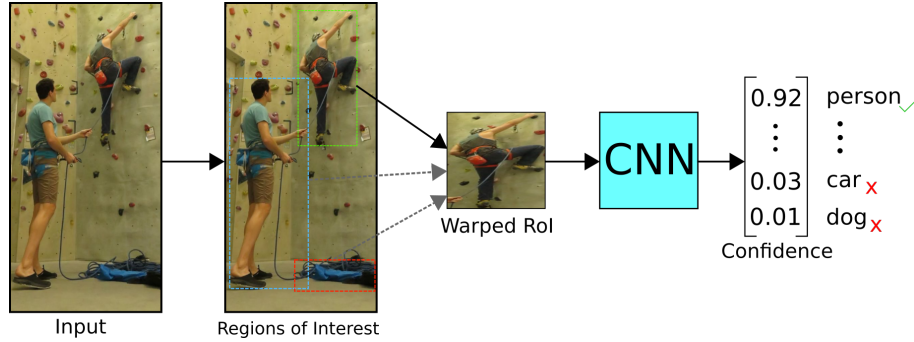 Input
Regions of Interest
Warped RoI
CNN
0.92 person
⋮ ⋮
0.03 car x
0.01 dog x
Confidence